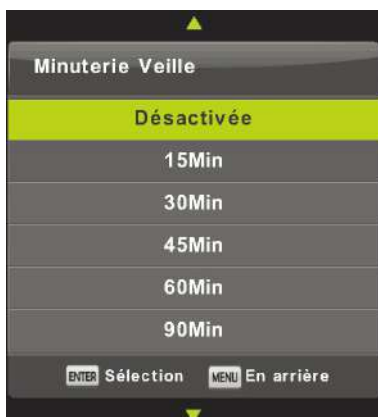 Minuterie Veille
Désactivée
15Min
30Min
45Min
60Min
90Min
ENTER Sélection MENU En arrière